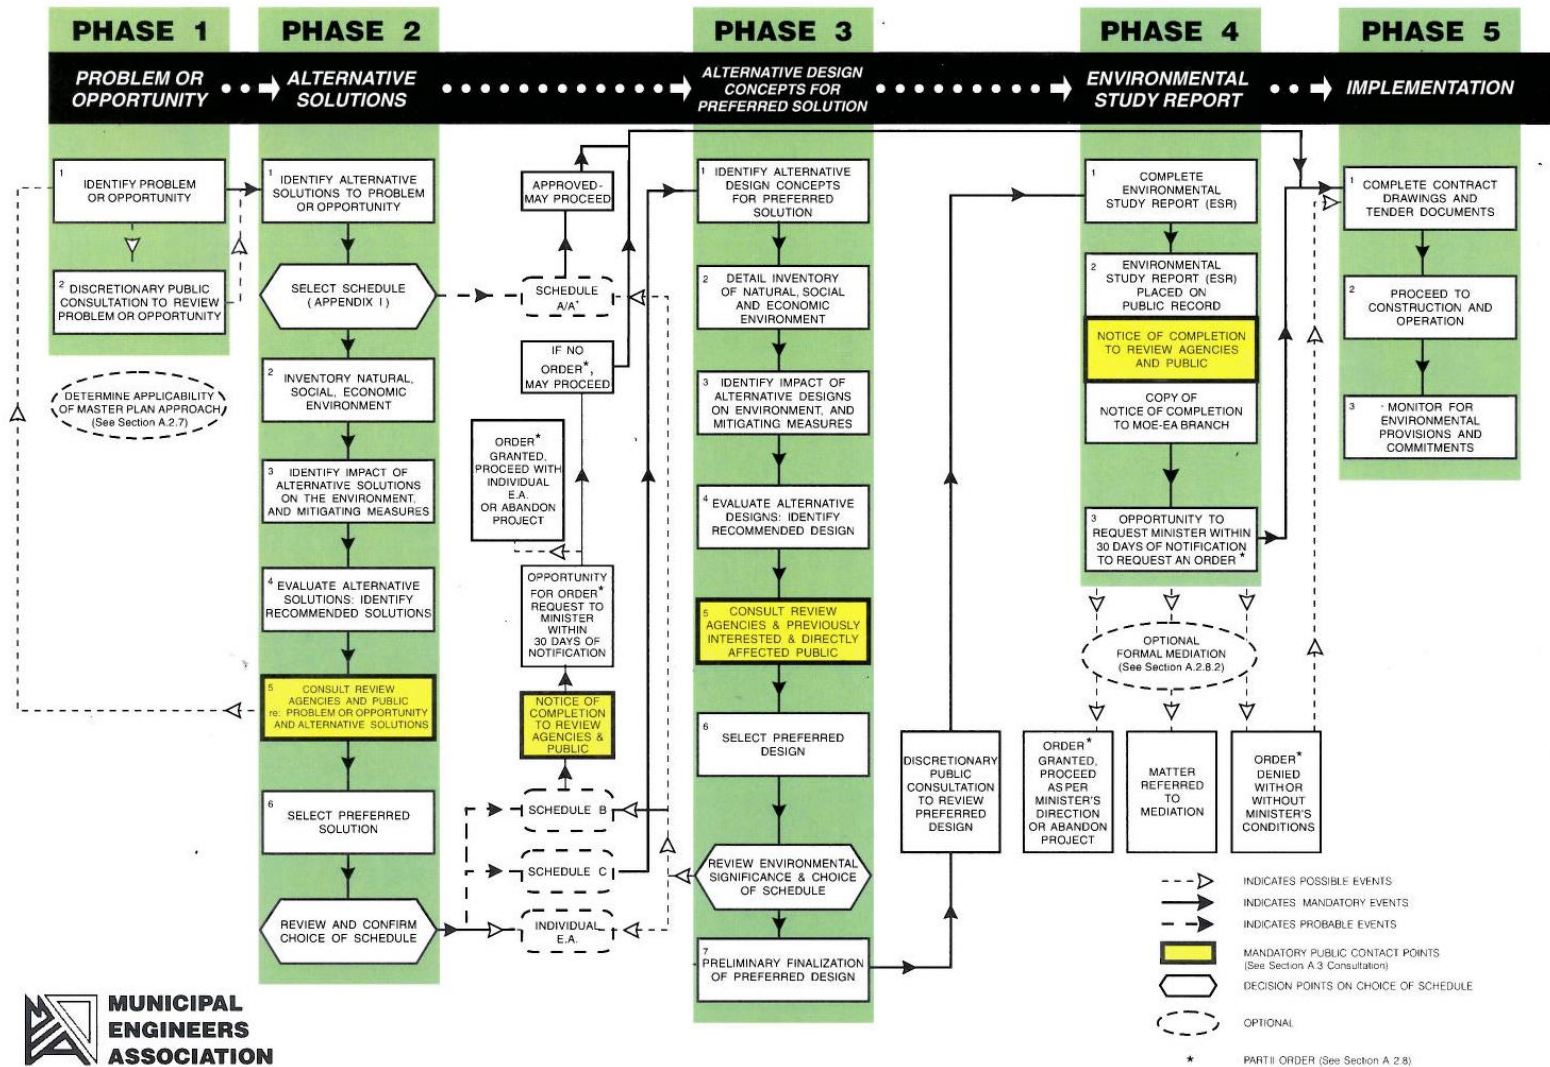 PHASE 1
PHASE 2
PHASE 3
PHASE 4
PHASE 5
PROBLEM OR
OPPORTUNITY
ALTERNATIVE
SOLUTIONS
ALTERNATIVE DESIGN
CONCEPTS FOR
PREFERRED SOLUTION
ENVIRONMENTAL
STUDY REPORT
IMPLEMENTATION
1
IDENTIFY PROBLEM
OR OPPORTUNITY
2 DISCRETIONARY PUBLIC
CONSULTATION TO REVIEW
PROBLEM OR OPPORTUNITY
DETERMINE APPLICABILITY
OF MASTER PLAN APPROACH
(See Section A.2.7)
1
IDENTIFY ALTERNATIVE
SOLUTIONS TO PROBLEM
OR OPPORTUNITY
SELECT SCHEDULE
(APPENDIX I)
2
INVENTORY NATURAL,
SOCIAL, ECONOMIC
ENVIRONMENT
3 IDENTIFY IMPACT OF
ALTERNATIVE SOLUTIONS
ON THE ENVIRONMENT,
AND MITIGATING MEASURES
4 EVALUATE ALTERNATIVE
SOLUTIONS: IDENTIFY
RECOMMENDED SOLUTIONS
5 CONSULT REVIEW
AGENCIES AND PUBLIC
re: PROBLEM OR OPPORTUNITY
AND ALTERNATIVE SOLUTIONS
6
SELECT PREFERRED
SOLUTION
REVIEW AND CONFIRM
CHOICE OF SCHEDULE
APPROVED-
MAY PROCEED
SCHEDULE
A/A+
IF NO
ORDER*,
MAY PROCEED
ORDER*
GRANTED,
PROCEED WITH
INDIVIDUAL
E.A.
OR ABANDON
PROJECT
OPPORTUNITY
FOR ORDER*
REQUEST TO
MINISTER
WITHIN
30 DAYS OF
NOTIFICATION
NOTICE OF
COMPLETION
TO REVIEW
AGENCIES &
PUBLIC
SCHEDULE B
SCHEDULE C
INDIVIDUAL
E.A.
1 IDENTIFY ALTERNATIVE
DESIGN CONCEPTS
FOR PREFERRED
SOLUTION
2 DETAIL INVENTORY
OF NATURAL, SOCIAL
AND ECONOMIC
ENVIRONMENT
3 IDENTIFY IMPACT OF
ALTERNATIVE DESIGNS
ON ENVIRONMENT, AND
MITIGATING MEASURES
4 EVALUATE ALTERNATIVE
DESIGNS: IDENTIFY
RECOMMENDED DESIGN
5 CONSULT REVIEW
AGENCIES & PREVIOUSLY
INTERESTED & DIRECTLY
AFFECTED PUBLIC
6
SELECT PREFERRED
DESIGN
REVIEW ENVIRONMENTAL
SIGNIFICANCE & CHOICE
OF SCHEDULE
7
PRELIMINARY FINALIZATION
OF PREFERRED DESIGN
DISCRETIONARY
PUBLIC
CONSULTATION
TO REVIEW
PREFERRED
DESIGN
1 COMPLETE
ENVIRONMENTAL
STUDY REPORT (ESR)
2 ENVIRONMENTAL
STUDY REPORT (ESR)
PLACED ON
PUBLIC RECORD
NOTICE OF COMPLETION
TO REVIEW AGENCIES
AND PUBLIC
COPY OF
NOTICE OF COMPLETION
TO MOE-EA BRANCH
3 OPPORTUNITY TO
REQUEST MINISTER WITHIN
30 DAYS OF NOTIFICATION
TO REQUEST AN ORDER*
OPTIONAL
FORMAL MEDIATION
(See Section A.2.8.2)
ORDER*
GRANTED,
PROCEED
AS PER
MINISTER'S
DIRECTION
OR ABANDON
PROJECT
MATTER
REFERRED
TO
MEDIATION
ORDER*
DENIED
WITH OR
WITHOUT
MINISTER'S
CONDITIONS
1 COMPLETE CONTRACT
DRAWINGS AND
TENDER DOCUMENTS
2 PROCEED TO
CONSTRUCTION AND
OPERATION
3 MONITOR FOR
ENVIRONMENTAL
PROVISIONS AND
COMMITMENTS
INDICATES POSSIBLE EVENTS
INDICATES MANDATORY EVENTS
INDICATES PROBABLE EVENTS
MANDATORY PUBLIC CONTACT POINTS
(See Section A.3 Consultation)
DECISION POINTS ON CHOICE OF SCHEDULE
OPTIONAL
* PART II ORDER (See Section A 2.8)
MUNICIPAL
ENGINEERS
ASSOCIATION